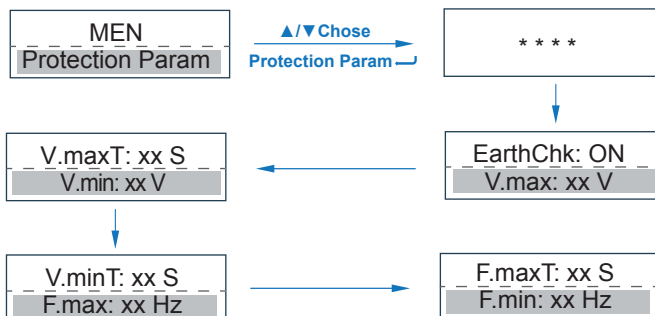 MEN
Protection Param
▲/▼Chose
Protection Param
* * * *
EarthChk: ON
V.max: xx V
V.maxT: xx S
V.min: xx V
V.minT: xx S
F.max: xx Hz
F.maxT: xx S
F.min: xx Hz